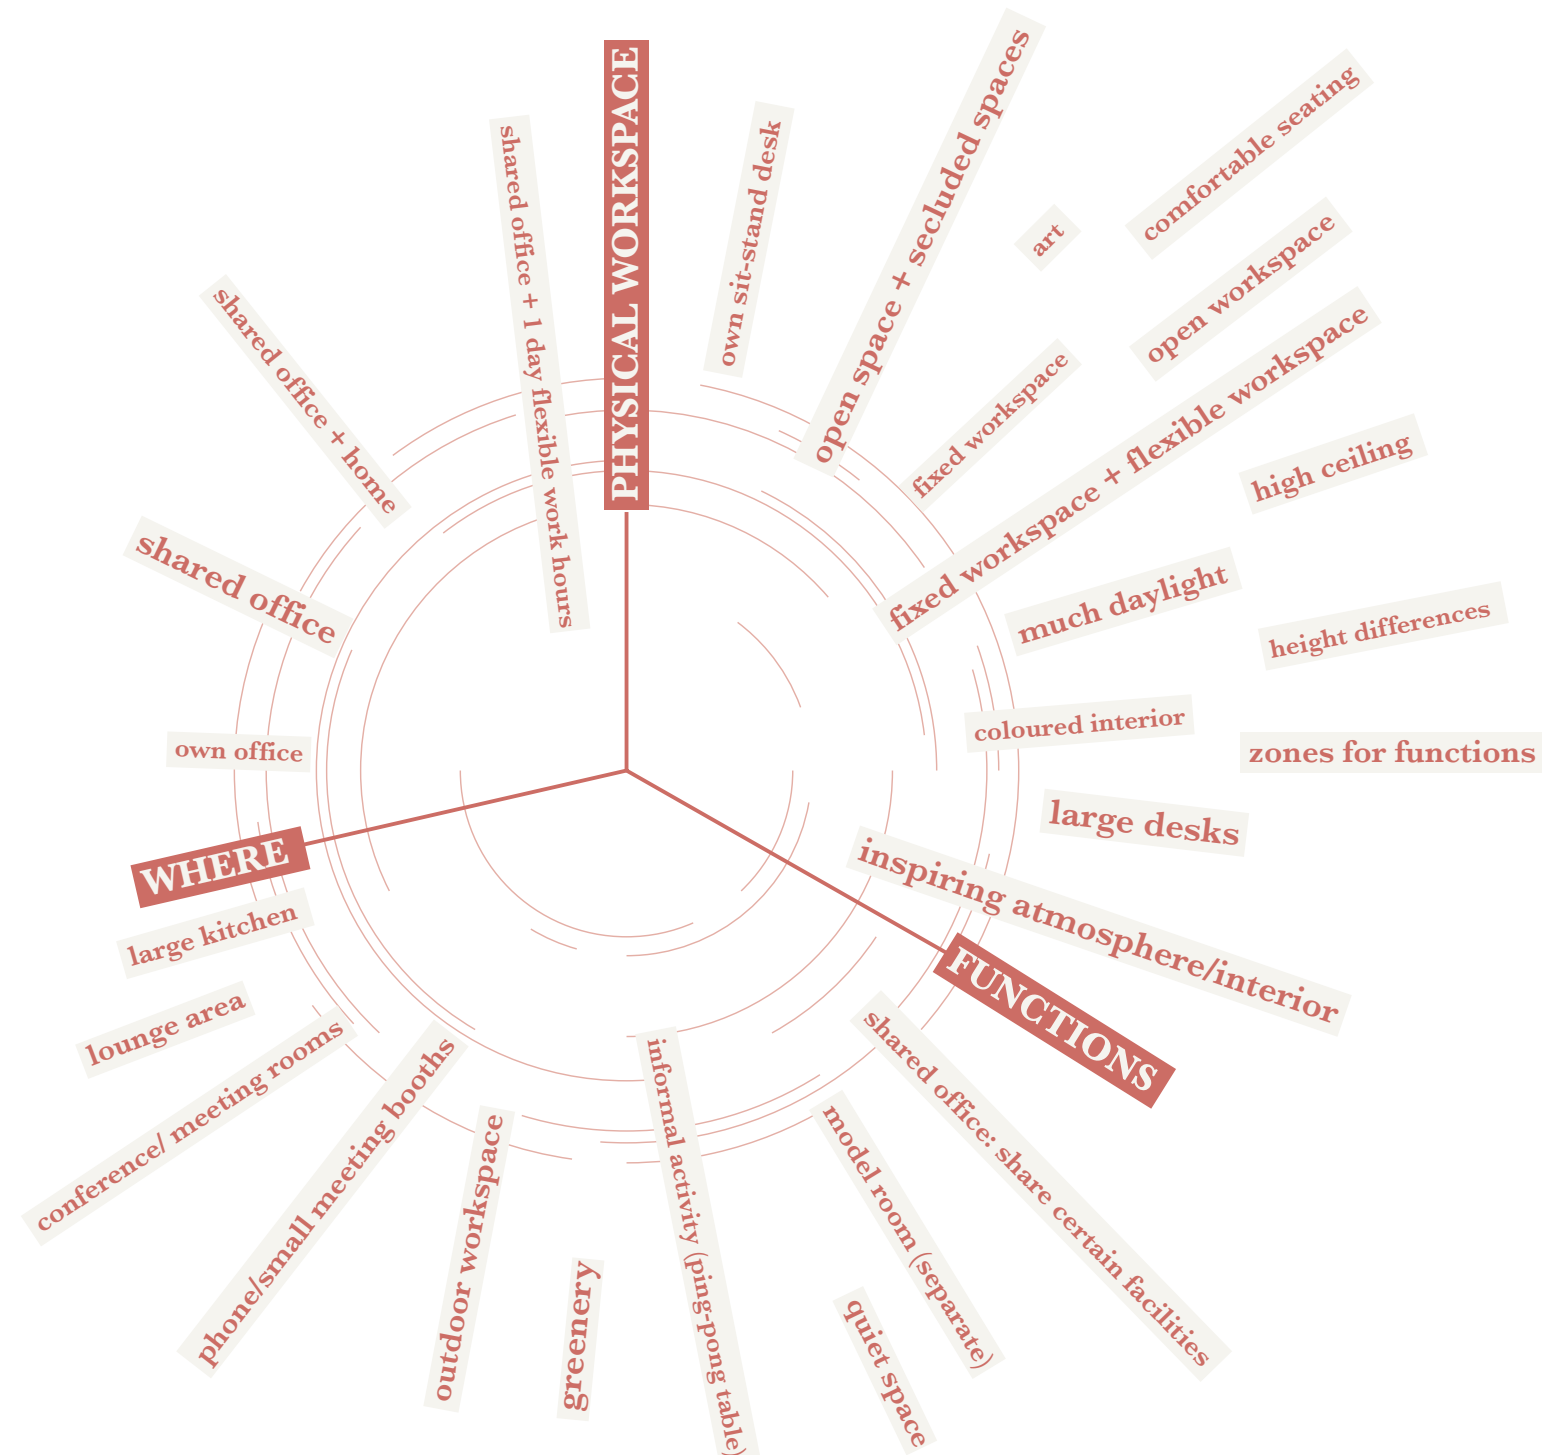 PHYSICAL WORKSPACE
own sit-stand desk
open space + secluded spaces
art
comfortable seating
open workspace
fixed workspace
fixed workspace + flexible workspace
high ceiling
much daylight
height differences
coloured interior
zones for functions
large desks
inspiring atmosphere/interior
FUNCTIONS
shared office: share certain facilities
model room (separate)
quiet space
informal activity (ping-pong table)
greenery
outdoor workspace
phone/small meeting booths
conference/ meeting rooms
lounge area
large kitchen
WHERE
own office
shared office
shared office + home
shared office + 1 day flexible work hours